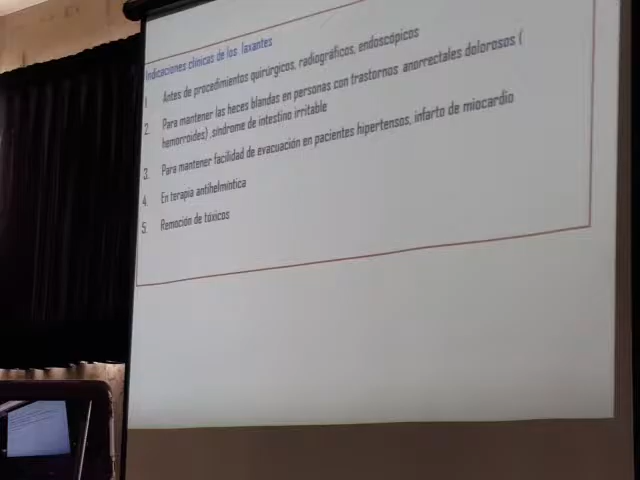 Indicaciones clínicas de los laxantes
1 Antes de procedimientos quirúrgicos, radiográficos, endoscópicos
2. Para mantener las heces blandas en personas con trastornos anorrectales dolorosos (
hemorroides) ,síndrome de intestino irritable
3. Para mantener facilidad de evacuación en pacientes hipertensos, infarto de miocardio
4. En terapia antihelmíntica
5. Remoción de tóxicos